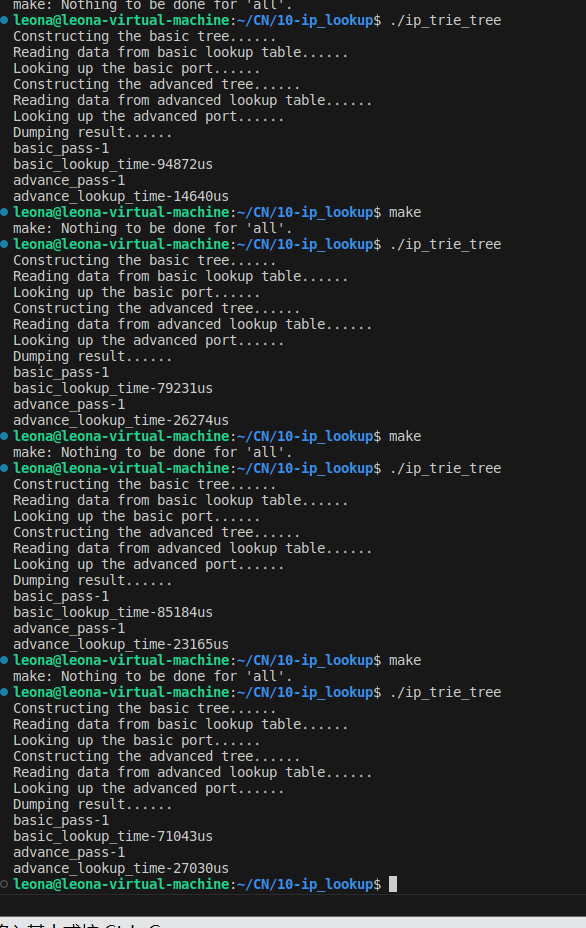 make: Nothing to be done for 'all'.
leona@leona-virtual-machine:~/CN/10-ip_lookup$ ./ip_trie_tree
Constructing the basic tree......
Reading data from basic lookup table......
Looking up the basic port......
Constructing the advanced tree......
Reading data from advanced lookup table......
Looking up the advanced port......
Dumping result......
basic_pass-1
basic_lookup_time-94872us
advance_pass-1
advance_lookup_time-14640us
leona@leona-virtual-machine:~/CN/10-ip_lookup$ make
make: Nothing to be done for 'all'.
leona@leona-virtual-machine:~/CN/10-ip_lookup$ ./ip_trie_tree
Constructing the basic tree......
Reading data from basic lookup table......
Looking up the basic port......
Constructing the advanced tree......
Reading data from advanced lookup table......
Looking up the advanced port......
Dumping result......
basic_pass-1
basic_lookup_time-79231us
advance_pass-1
advance_lookup_time-26274us
leona@leona-virtual-machine:~/CN/10-ip_lookup$ make
make: Nothing to be done for 'all'.
leona@leona-virtual-machine:~/CN/10-ip_lookup$ ./ip_trie_tree
Constructing the basic tree......
Reading data from basic lookup table......
Looking up the basic port......
Constructing the advanced tree......
Reading data from advanced lookup table......
Looking up the advanced port......
Dumping result......
basic_pass-1
basic_lookup_time-85184us
advance_pass-1
advance_lookup_time-23165us
leona@leona-virtual-machine:~/CN/10-ip_lookup$ make
make: Nothing to be done for 'all'.
leona@leona-virtual-machine:~/CN/10-ip_lookup$ ./ip_trie_tree
Constructing the basic tree......
Reading data from basic lookup table......
Looking up the basic port......
Constructing the advanced tree......
Reading data from advanced lookup table......
Looking up the advanced port......
Dumping result......
basic_pass-1
basic_lookup_time-71043us
advance_pass-1
advance_lookup_time-27030us
leona@leona-virtual-machine:~/CN/10-ip_lookup$